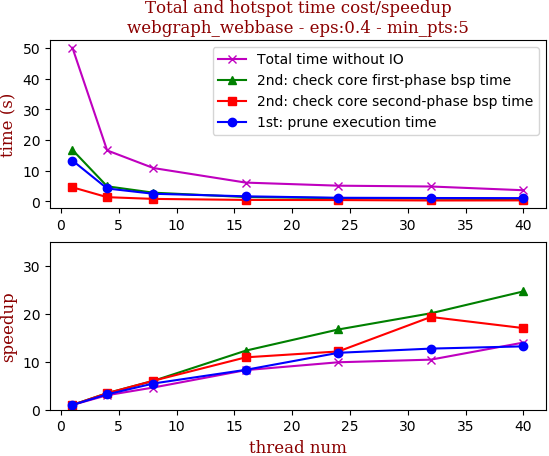 Total and hotspot time cost/speedup
webgraph_webbase - eps:0.4 - min_pts:5
time (s)
50
40
30
20
10
0
Total time without IO
2nd: check core first-phase bsp time
2nd: check core second-phase bsp time
1st: prune execution time
0 5 10 15 20 25 30 35 40
speedup
30
20
10
0
0 5 10 15 20 25 30 35 40
thread num